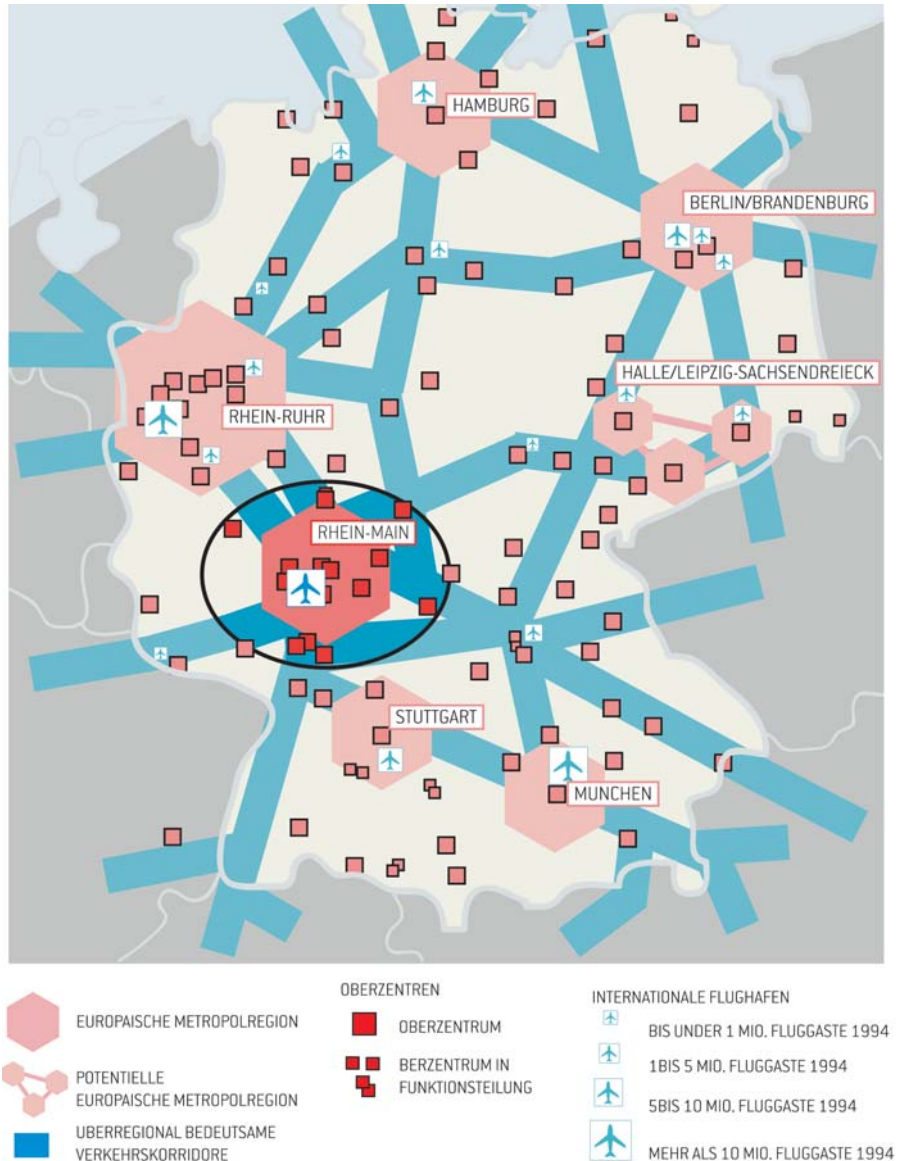 HAMBURG
BERLIN/BRANDENBURG
HALLE/LEIPZIG-SACHSENDREIECK
RHEIN-RUHR
RHEIN-MAIN
STUTTGART
MUNCHEN
EUROPAISCHE METROPOLREGION
POTENTIELLE
EUROPAISCHE METROPOLREGION
UBERREGIONAL BEDEUTSAME
VERKEHRSKORRIDORE
OBERZENTREN
OBERZENTRUM
BERZENTRUM IN
FUNKTIONSTEILUNG
INTERNATIONALE FLUGHAFEN
BIS UNDER 1 MIO. FLUGGASTE 1994
1BIS 5 MIO. FLUGGASTE 1994
5BIS 10 MIO. FLUGGASTE 1994
MEHR ALS 10 MIO. FLUGGASTE 1994